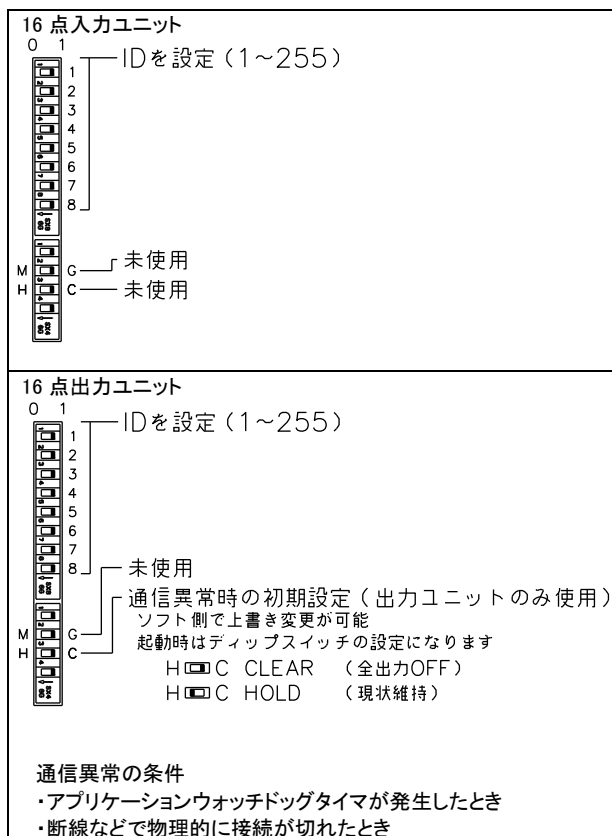 16 点入力ユニット
0 1
IDを設定（1～255）
1
2
3
4
5
6
7
8
M G 未使用
H C 未使用
16 点出力ユニット
0 1
IDを設定（1～255）
1
2
3
4
5
6
7
8
未使用
通信異常時の初期設定（出力ユニットのみ使用）
ソフト側で上書き変更が可能
M G
起動時はディップスイッチの設定になります
H C
H C CLEAR （全出力OFF）
H C HOLD （現状維持）
通信異常の条件
・アプリケーションウォッチドッグタイマが発生したとき
・断線などで物理的に接続が切れたとき